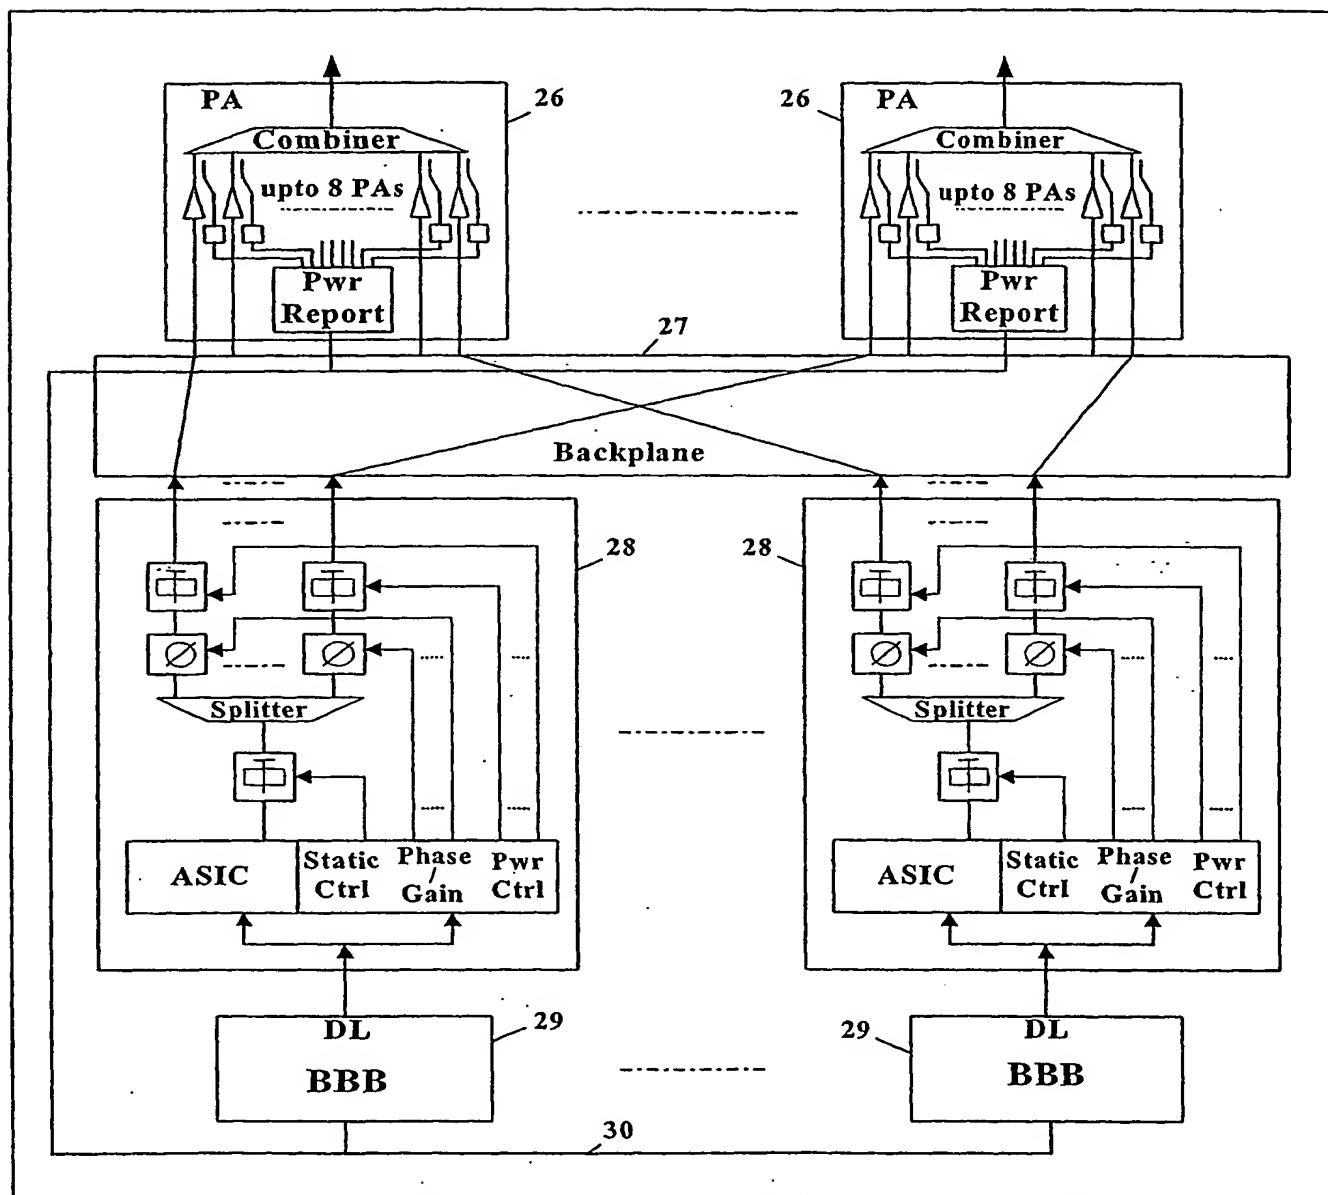 PA
26
Combiner
upto 8 PAs
Pwr
Report
26
PA
Combiner
upto 8 PAs
Pwr
Report
27
Backplane
28
Splitter
ASIC
Static
Ctrl
Phase
/
Gain
Pwr
Ctrl
28
Splitter
ASIC
Static
Ctrl
Phase
/
Gain
Pwr
Ctrl
DL
BBB
29
29
DL
BBB
30